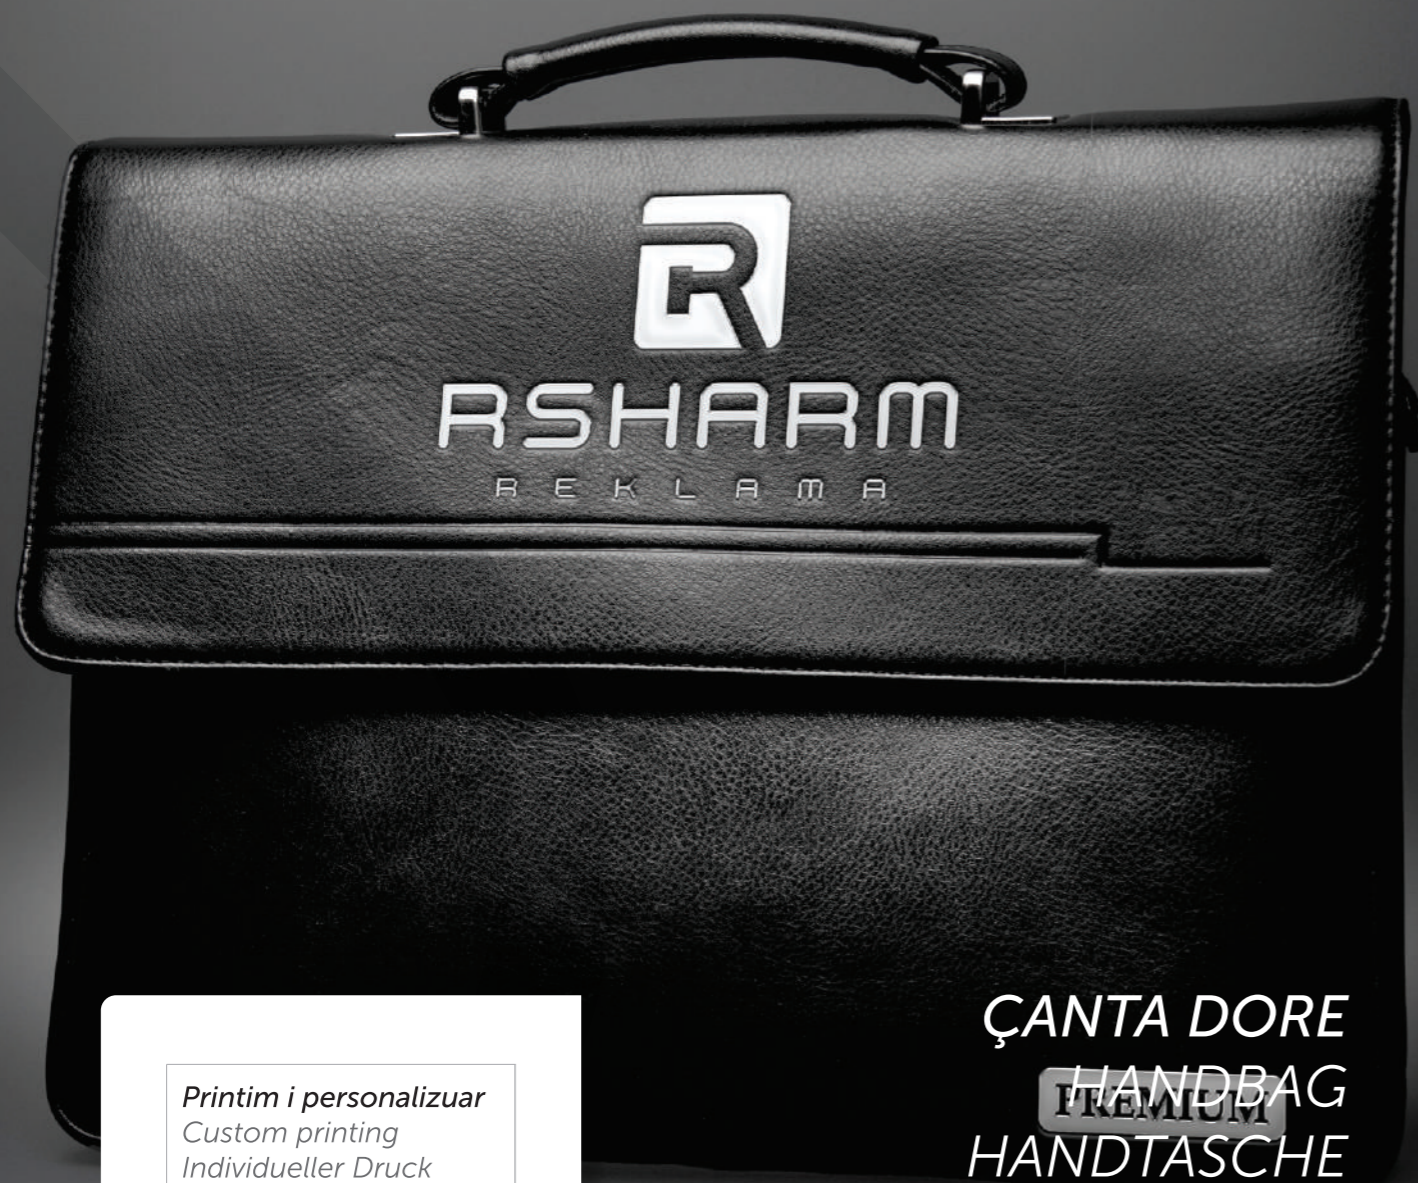 RSHARM
REKLAMA
ÇANTA DORE
HANDBAG
PREMIUM
HANDTASCHE
Printim i personalizuar
Custom printing
Individueller Druck